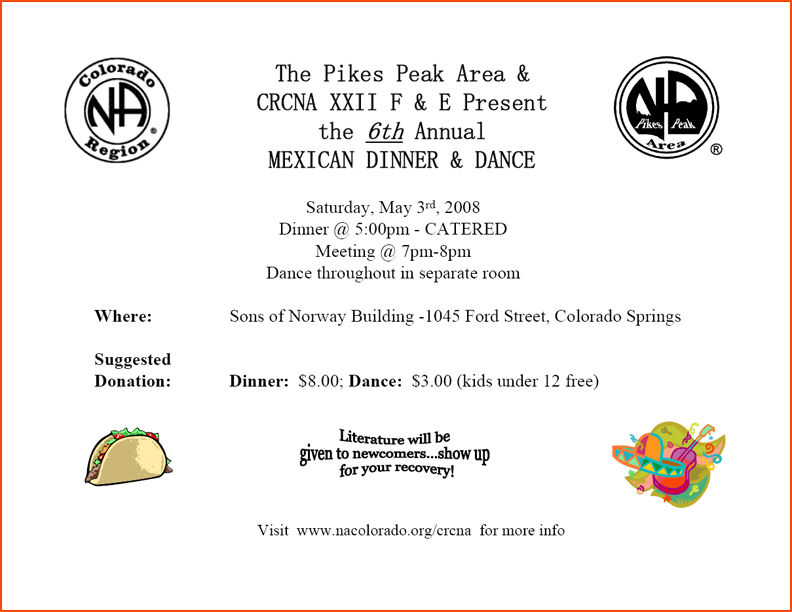 Colorado
NA
Region ®
The Pikes Peak Area &
CRCNA XXII F & E Present
the 6th Annual
MEXICAN DINNER & DANCE
NA
Pikes Peak
Area
®
Saturday, May 3rd, 2008
Dinner @ 5:00pm - CATERED
Meeting @ 7pm-8pm
Dance throughout in separate room
Where: Sons of Norway Building -1045 Ford Street, Colorado Springs
Suggested
Donation: Dinner: $8.00; Dance: $3.00 (kids under 12 free)
Literature will be
given to newcomers...show up
for your recovery!
Visit www.nacolorado.org/crcna for more info